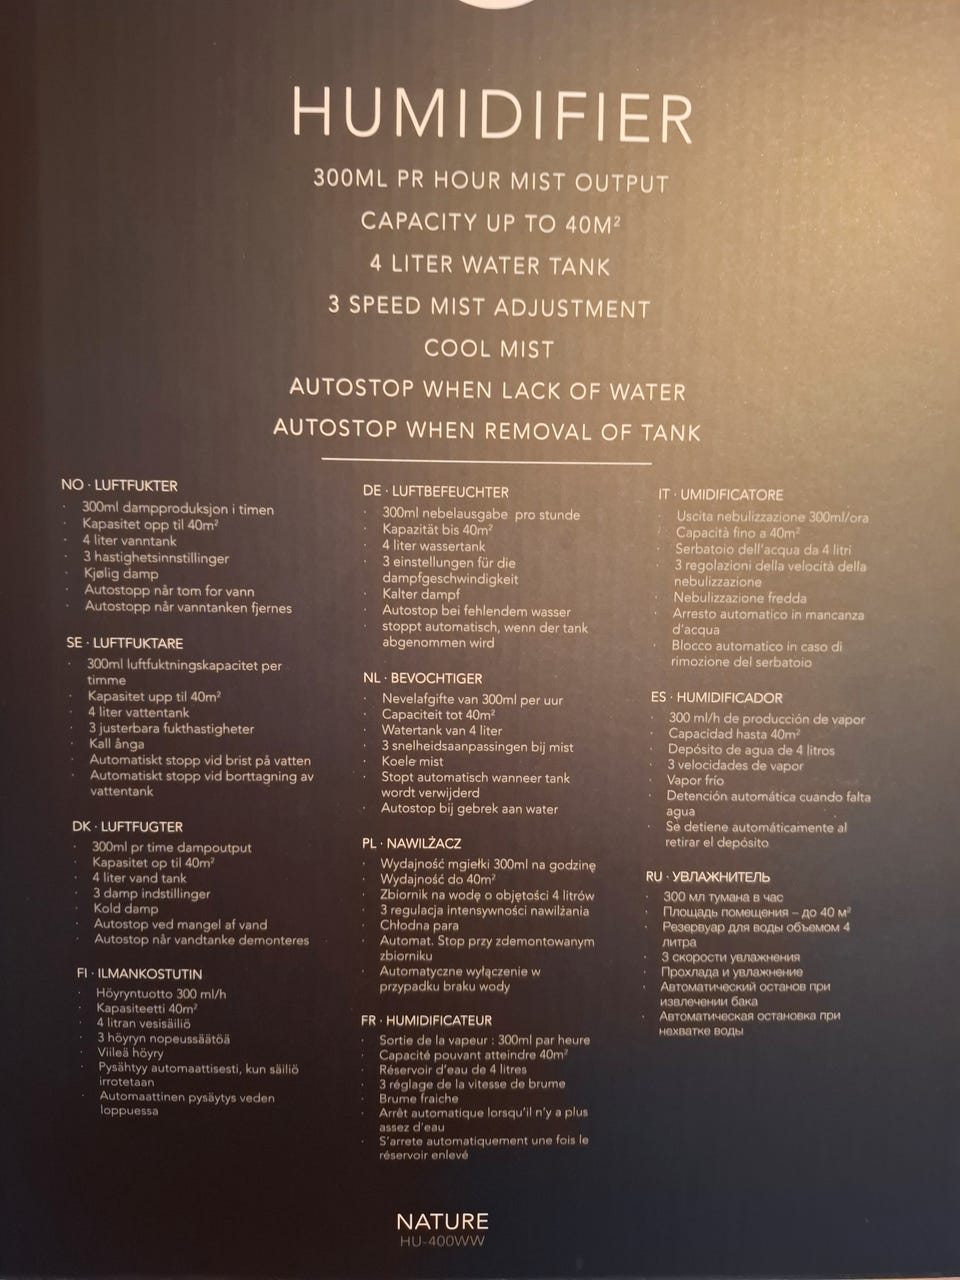 HUMIDIFIER
300ML PR HOUR MIST OUTPUT
CAPACITY UP TO 40M²
4 LITER WATER TANK
3 SPEED MIST ADJUSTMENT
COOL MIST
AUTOSTOP WHEN LACK OF WATER
AUTOSTOP WHEN REMOVAL OF TANK
NO · LUFTFUKTER
· 300ml dampproduksjon i timen
· Kapasitet opp til 40m²
· 4 liter vanntank
· 3 hastighetsinnstillinger
· Kjølig damp
· Autostopp når tom for vann
· Autostopp når vanntanken fjernes
SE · LUFTFUKTARE
· 300ml luftfuktningskapacitet per
timme
· Kapasitet upp til 40m²
· 4 liter vattentank
· 3 justerbara fukthastigheter
· Kall ånga
· Automatiskt stopp vid brist på vatten
· Automatiskt stopp vid borttagning av
vattentank
DK · LUFTFUGTER
· 300ml pr time dampoutput
· Kapasitet op til 40m²
· 4 liter vand tank
· 3 damp indstillinger
· Kold damp
· Autostop ved mangel af vand
· Autostop når vandtanke demonteres
FI · ILMANKOSTUTIN
· Höyryntuotto 300 ml/h
· Kapasiteetti 40m²
· 4 litran vesisäiliö
· 3 höyryn nopeussäätöä
· Viileä höyry
· Pysähtyy automaattisesti, kun säiliö
irrotetaan
· Automaattinen pysäytys veden
loppuessa
DE · LUFTBEFEUCHTER
· 300ml nebelausgabe pro stunde
· Kapazität bis 40m²
· 4 liter wassertank
· 3 einstellungen für die
dampfgeschwindigkeit
· Kalter dampf
· Autostop bei fehlendem wasser
· stoppt automatisch, wenn der tank
abgenommen wird
NL · BEVOCHTIGER
· Nevelafgifte van 300ml per uur
· Capaciteit tot 40m²
· Watertank van 4 liter
· 3 snelheidsaanpassingen bij mist
· Koele mist
· Stopt automatisch wanneer tank
wordt verwijderd
· Autostop bij gebrek aan water
PL · NAWILŻACZ
· Wydajność mgiełki 300ml na godzinę
· Wydajność do 40m²
· Zbiornik na wodę o objętości 4 litrów
· 3 regulacja intensywności nawilżania
· Chłodna para
· Automat. Stop przy zdemontowanym
zbiorniku
· Automatyczne wyłączenie w
przypadku braku wody
FR · HUMIDIFICATEUR
· Sortie de la vapeur : 300ml par heure
· Capacité pouvant atteindre 40m²
· Réservoir d'eau de 4 litres
· 3 réglage de la vitesse de brume
· Brume fraiche
· Arrêt automatique lorsqu'il n'y a plus
assez d'eau
· S'arrete automatiquement une fois le
réservoir enlevé
IT · UMIDIFICATORE
· Uscita nebulizzazione 300ml/ora
· Capacità fino a 40m²
· Serbatoio dell'acqua da 4 litri
· 3 regolazioni della velocità della
nebulizzazione
· Nebulizzazione fredda
· Arresto automatico in mancanza
d'acqua
· Blocco automatico in caso di
rimozione del serbatoio
ES · HUMIDIFICADOR
· 300 ml/h de producción de vapor
· Capacidad hasta 40m²
· Depósito de agua de 4 litros
· 3 velocidades de vapor
· Vapor frío
· Detención automática cuando falta
agua
· Se detiene automáticamente al
retirar el depósito
RU · УВЛАЖНИТЕЛЬ
· 300 мл тумана в час
· Площадь помещения – до 40 м²
· Резервуар для воды объемом 4
литра
· 3 скорости увлажнения
· Прохлада и увлажнение
· Автоматический останов при
извлечении бака
· Автоматическая остановка при
нехватке воды
NATURE
HU-400WW